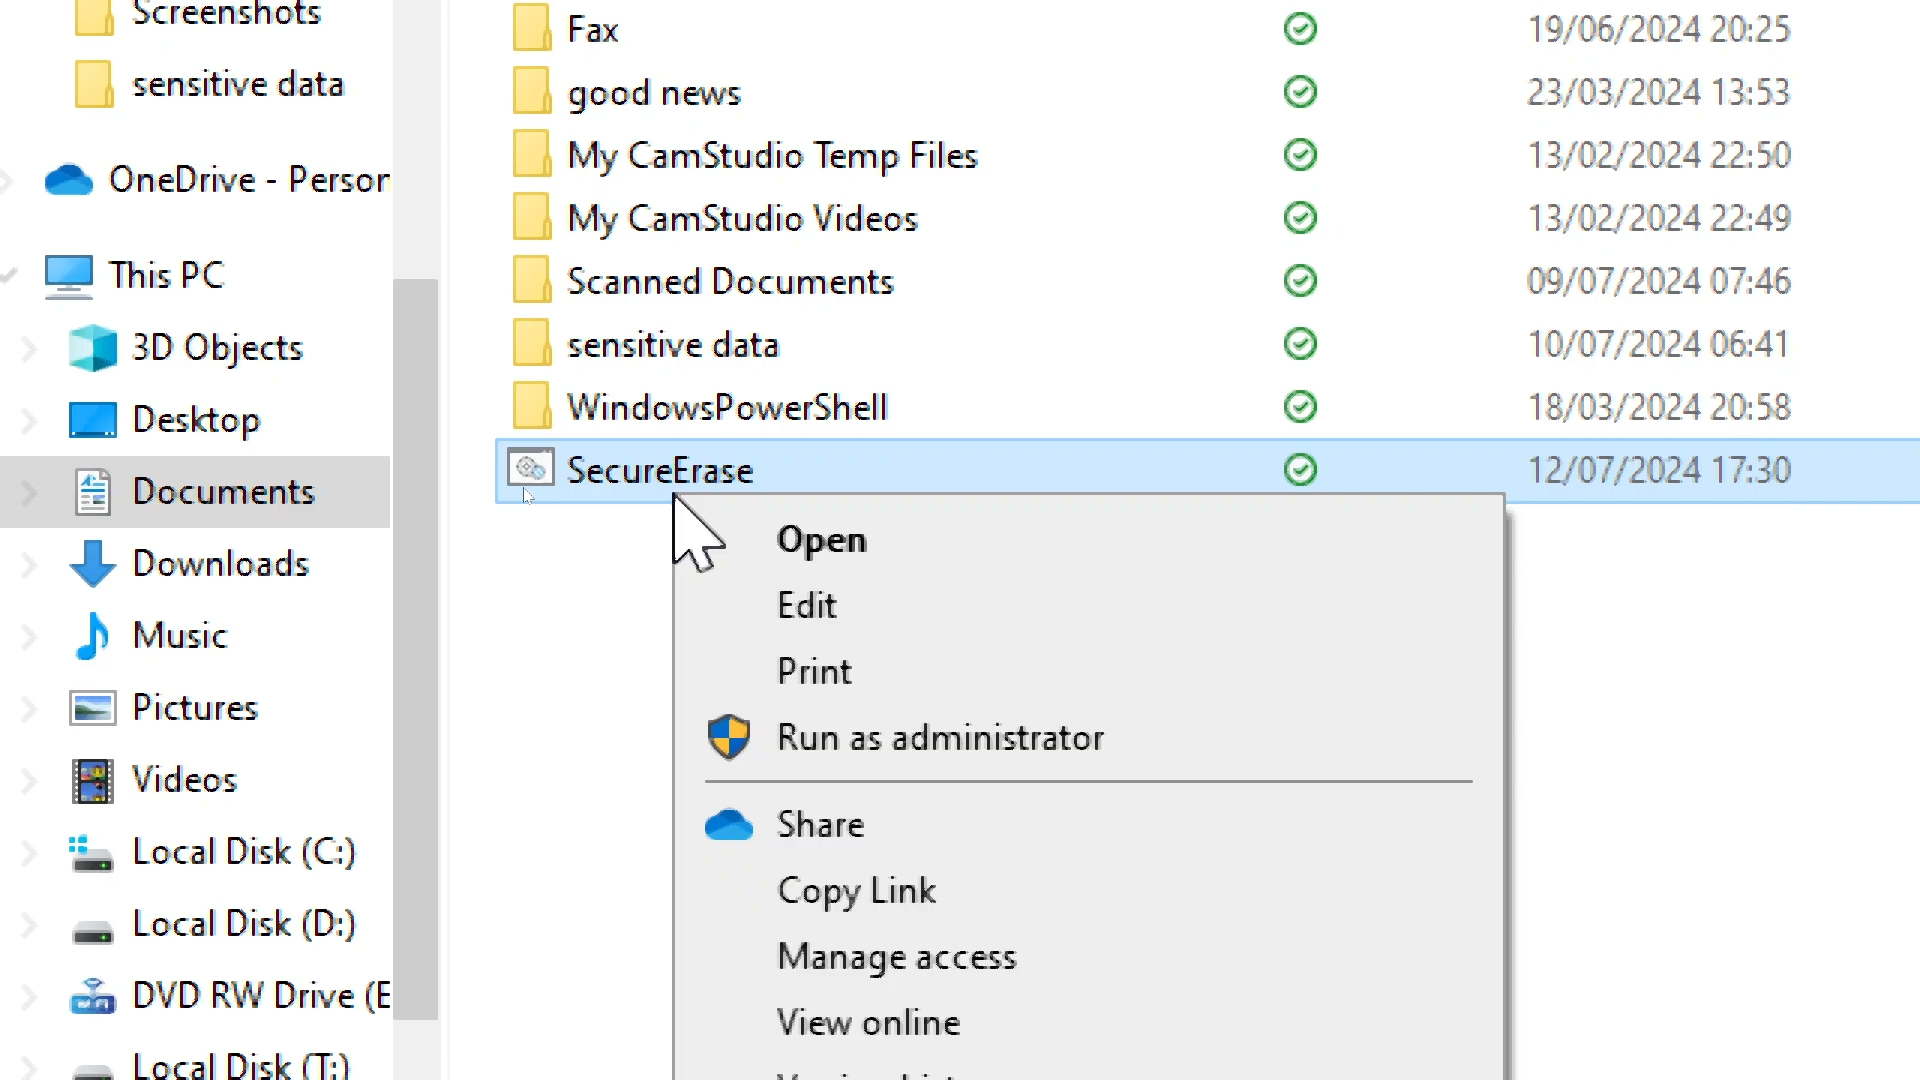 Screenshots
sensitive data
OneDrive - Person
This PC
3D Objects
Desktop
Documents
Downloads
Music
Pictures
Videos
Local Disk (C:)
Local Disk (D:)
DVD RW Drive (E
Local Disk (T:)
Fax 19/06/2024 20:25
good news 23/03/2024 13:53
My CamStudio Temp Files 13/02/2024 22:50
My CamStudio Videos 13/02/2024 22:49
Scanned Documents 09/07/2024 07:46
sensitive data 10/07/2024 06:41
WindowsPowerShell 18/03/2024 20:58
SecureErase 12/07/2024 17:30
Open
Edit
Print
Run as administrator
Share
Copy Link
Manage access
View online